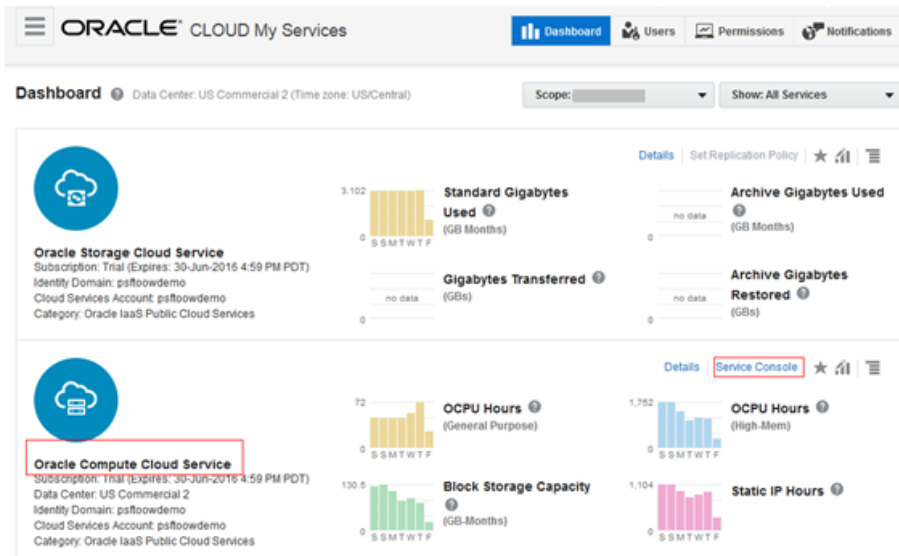 ORACLE CLOUD My Services
Dashboard Users Permissions Notifications
Dashboard Data Center: US Commercial 2 (Time zone: US/Central)
Scope: Show: All Services
Details Set Replication Policy
Oracle Storage Cloud Service
Subscription: Trial (Expires: 30-Jun-2016 4:59 PM PDT)
Identity Domain: psftoowdemo
Cloud Services Account: psftoowdemo
Category: Oracle IaaS Public Cloud Services
3.102
0
S S M T W T F
Standard Gigabytes
Used
(GB Months)
no data
0
Archive Gigabytes Used
(GB Months)
no data
0
Gigabytes Transferred
(GBs)
no data
0
Archive Gigabytes
Restored
(GBs)
Details Service Console
Oracle Compute Cloud Service
Subscription: Trial (Expires: 30-Jun-2016 4:59 PM PDT)
Data Center: US Commercial 2
Identity Domain: psftoowdemo
Cloud Services Account: psftoowdemo
Category: Oracle IaaS Public Cloud Services
72
0
S S M T W T F
OCPU Hours
(General Purpose)
1,752
0
S S M T W T F
OCPU Hours
(High-Mem)
130.5
0
S S M T W T F
Block Storage Capacity
(GB-Months)
1,104
0
S S M T W T F
Static IP Hours